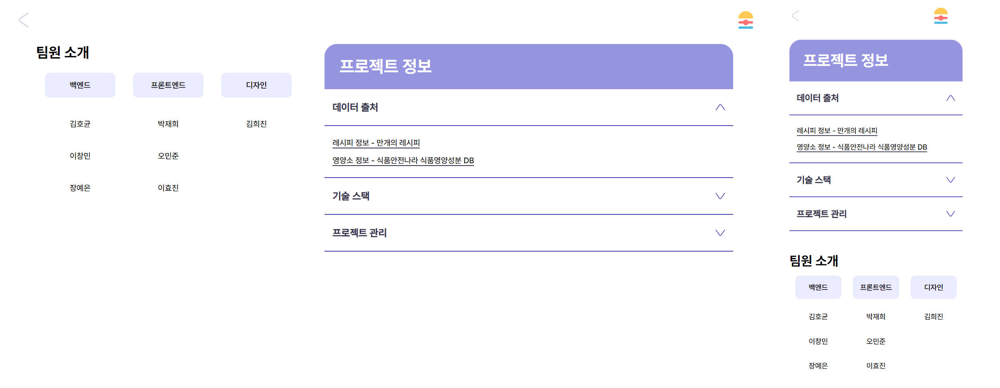 팀원 소개
백엔드 프론트엔드 디자인
김호균 박재희 김희진
이창민 오민준
장예은 이효진
프로젝트 정보
데이터 출처
레시피 정보 - 만개의 레시피
영양소 정보 - 식품안전나라 식품영양성분 DB
기술 스택
프로젝트 관리
프로젝트 정보
데이터 출처
레시피 정보 - 만개의 레시피
영양소 정보 - 식품안전나라 식품영양성분 DB
기술 스택
프로젝트 관리
팀원 소개
백엔드 프론트엔드 디자인
김호균 박재희 김희진
이창민 오민준
장예은 이효진